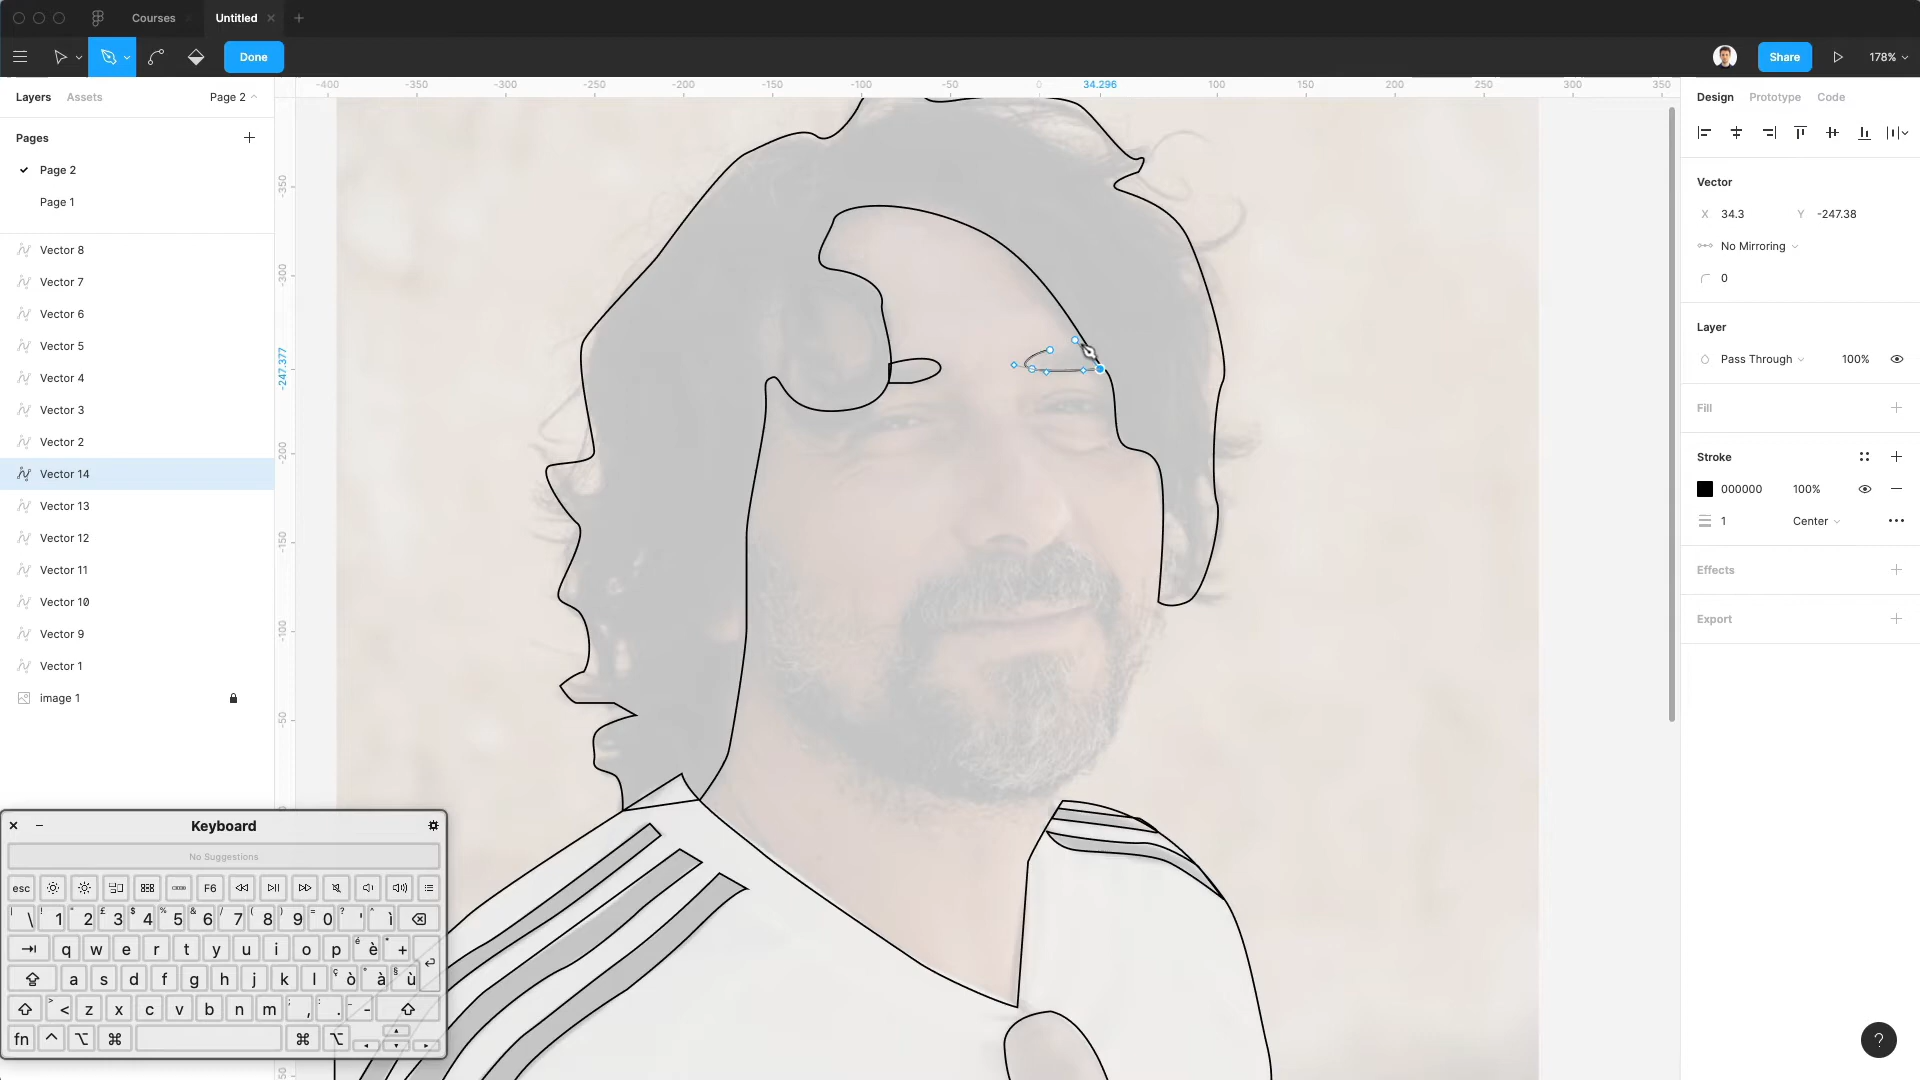 Courses
Untitled
Done
Share
178%
Layers
Assets
Page 2
Pages
Page 2
Page 1
Vector 8
Vector 7
Vector 6
Vector 5
Vector 4
Vector 3
Vector 2
Vector 14
Vector 13
Vector 12
Vector 11
Vector 10
Vector 9
Vector 1
image 1
-400 -350 -300 -250 -200 -150 -100 -50 0 34.296 100 150 200 250 300 350
-350
-300
-247.377
-200
-150
-100
-50
50
Design
Prototype
Code
Vector
X 34.3 Y -247.38
No Mirroring
0
Layer
Pass Through 100%
Fill
Stroke
000000 100%
1 Center
Effects
Export
Keyboard
No Suggestions
esc F6
| \ ! 1 " 2 £ 3 $ 4 % 5 & 6 / 7 ( 8 ) 9 = 0 ? ' ^ ì
q w e r t y u i o p é è * +
a s d f g h j k l ç ò ° à § ù
> < z x c v b n m ; , : . _ -
fn ^ ⌥ ⌘ ⌘ ⌥
?